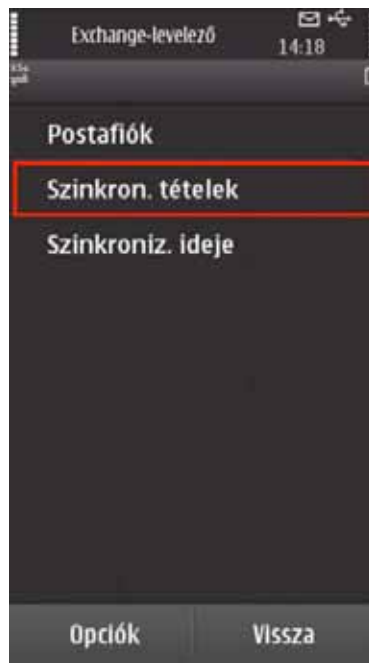 Exchange-levelező
14:18
Postafiók
Szinkron. tételek
Szinkroniz. ideje
Opciók
Vissza